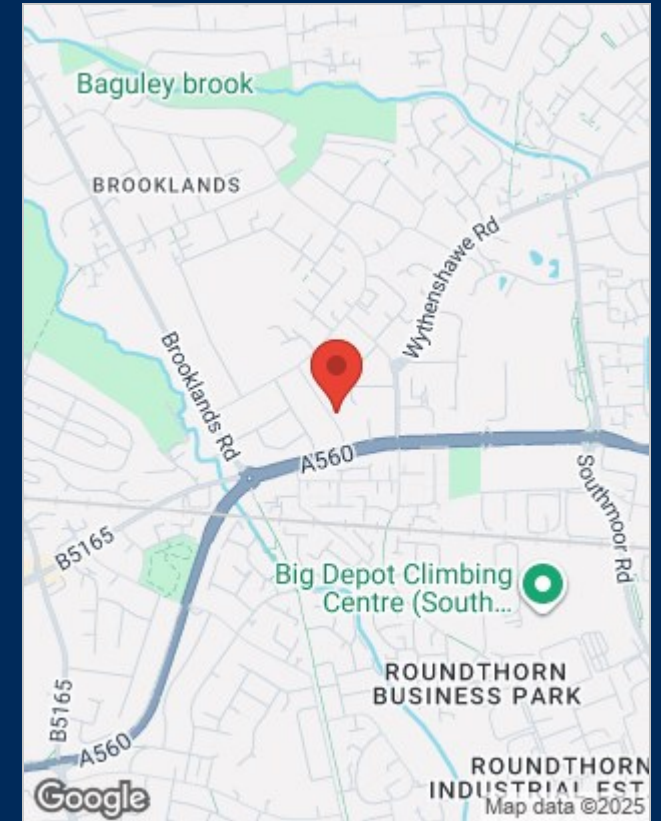 Baguley brook
BROOKLANDS
Wythenshawe Rd
Brooklands Rd
A560
Southmoor Rd
B5165
Big Depot Climbing
Centre (South...
ROUNDTHORN
BUSINESS PARK
B5165
A560
ROUNDTHORN
INDUSTRIAL EST
Google
Map data ©2025